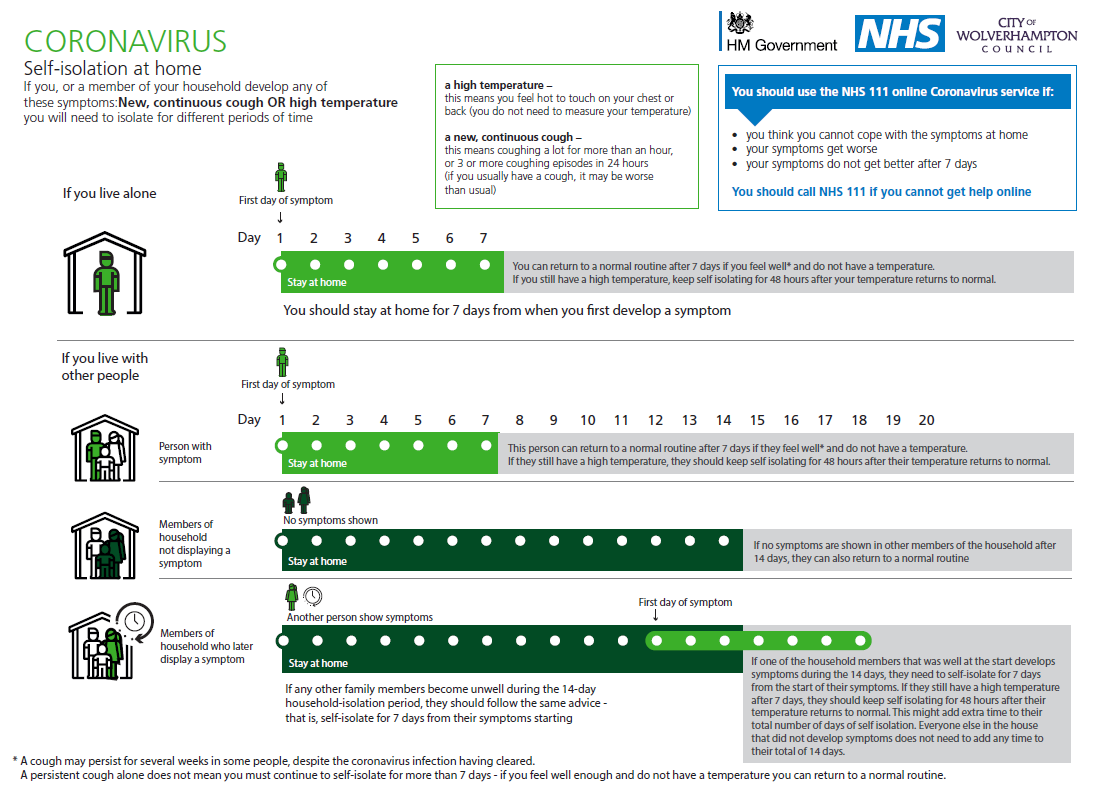 CORONAVIRUS
Self-isolation at home
If you, or a member of your household develop any of
these symptoms:New, continuous cough OR high temperature
you will need to isolate for different periods of time
HM Government
NHS
CITY OF
WOLVERHAMPTON
COUNCIL
a high temperature –
this means you feel hot to touch on your chest or
back (you do not need to measure your temperature)
a new, continuous cough –
this means coughing a lot for more than an hour,
or 3 or more coughing episodes in 24 hours
(if you usually have a cough, it may be worse
than usual)
You should use the NHS 111 online Coronavirus service if:
• you think you cannot cope with the symptoms at home
• your symptoms get worse
• your symptoms do not get better after 7 days
You should call NHS 111 if you cannot get help online
If you live alone
First day of symptom
Day 1 2 3 4 5 6 7
Stay at home
You can return to a normal routine after 7 days if you feel well* and do not have a temperature.
If you still have a high temperature, keep self isolating for 48 hours after your temperature returns to normal.
You should stay at home for 7 days from when you first develop a symptom
If you live with
other people
First day of symptom
Day 1 2 3 4 5 6 7 8 9 10 11 12 13 14 15 16 17 18 19 20
Person with
symptom
Stay at home
This person can return to a normal routine after 7 days if they feel well* and do not have a temperature.
If they still have a high temperature, they should keep self isolating for 48 hours after their temperature returns to normal.
Members of
household
not displaying a
symptom
No symptoms shown
Stay at home
If no symptoms are shown in other members of the household after
14 days, they can also return to a normal routine
Members of
household who later
display a symptom
Another person show symptoms
First day of symptom
Stay at home
If any other family members become unwell during the 14-day
household-isolation period, they should follow the same advice -
that is, self-isolate for 7 days from their symptoms starting
If one of the household members that was well at the start develops
symptoms during the 14 days, they need to self-isolate for 7 days
from the start of their symptoms. If they still have a high temperature
after 7 days, they should keep self isolating for 48 hours after their
temperature returns to normal. This might add extra time to their
total number of days of self isolation. Everyone else in the house
that did not develop symptoms does not need to add any time to
their total of 14 days.
* A cough may persist for several weeks in some people, despite the coronavirus infection having cleared.
A persistent cough alone does not mean you must continue to self-isolate for more than 7 days - if you feel well enough and do not have a temperature you can return to a normal routine.